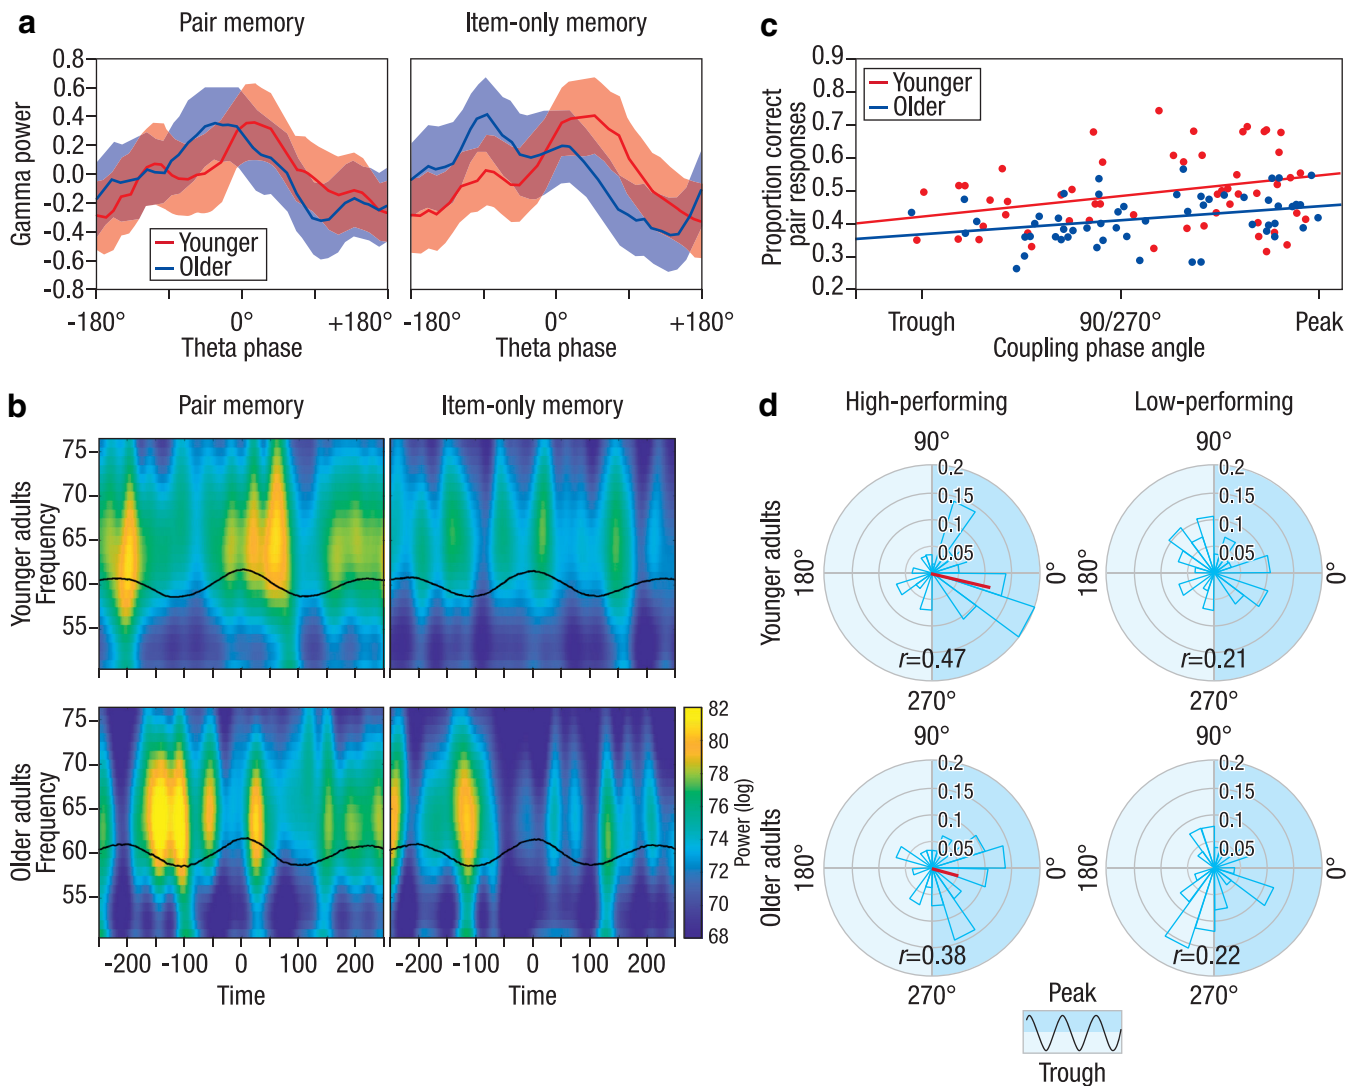 a
Pair memory
Item-only memory
Gamma power
0.8
0.6
0.4
0.2
0.0
-0.2
-0.4
-0.6
-0.8
Younger
Older
-180°
0°
+180°
-180°
0°
+180°
Theta phase
Theta phase
c
Proportion correct
pair responses
0.9
0.8
0.7
0.6
0.5
0.4
0.3
0.2
Younger
Older
Trough
90/270°
Peak
Coupling phase angle
b
Pair memory
Item-only memory
Younger adults
Frequency
75
70
65
60
55
Older adults
Frequency
75
70
65
60
55
-200
-100
0
100
200
-200
-100
0
100
200
Time
Time
82
80
78
76
74
72
70
68
Power (log)
d
High-performing
Low-performing
Younger adults
90°
0.2
0.15
0.1
0.05
180°
0°
r=0.47
270°
90°
0.2
0.15
0.1
0.05
180°
0°
r=0.21
270°
Older adults
90°
0.2
0.15
0.1
0.05
180°
0°
r=0.38
270°
90°
0.2
0.15
0.1
0.05
180°
0°
r=0.22
270°
Peak
Trough